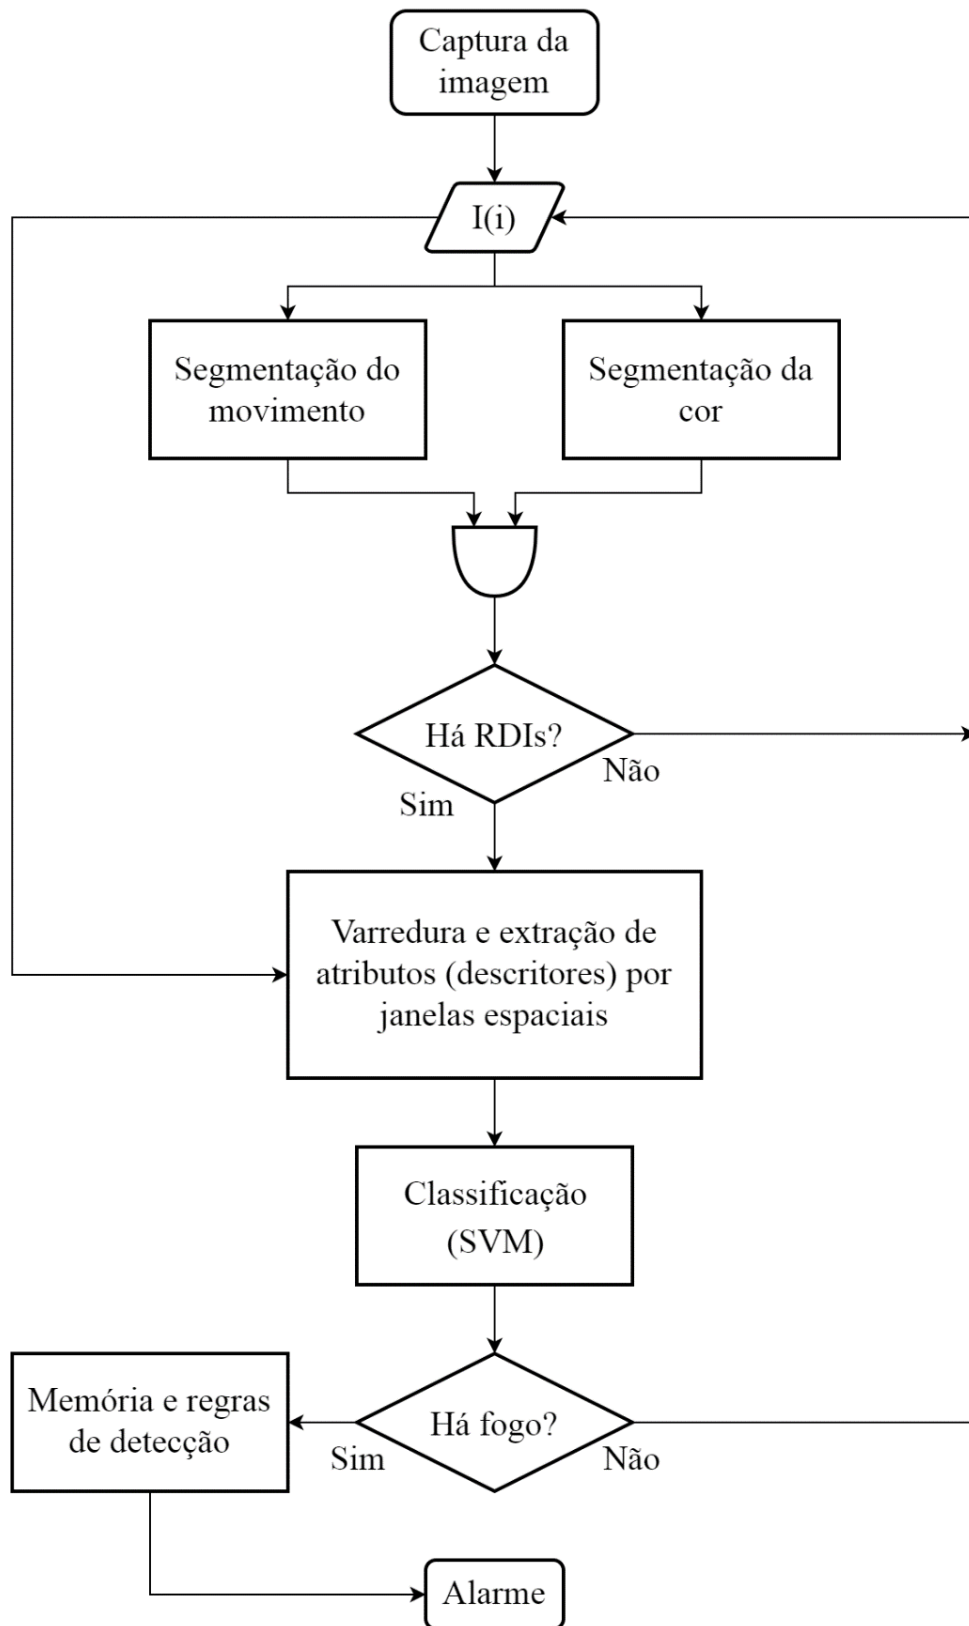 Captura da
imagem
I(i)
Segmentação do
movimento
Segmentação da
cor
Há RDIs?
Não
Sim
Varredura e extração de
atributos (descritores) por
janelas espaciais
Classificação
(SVM)
Memória e regras
de detecção
Há fogo?
Sim
Não
Alarme